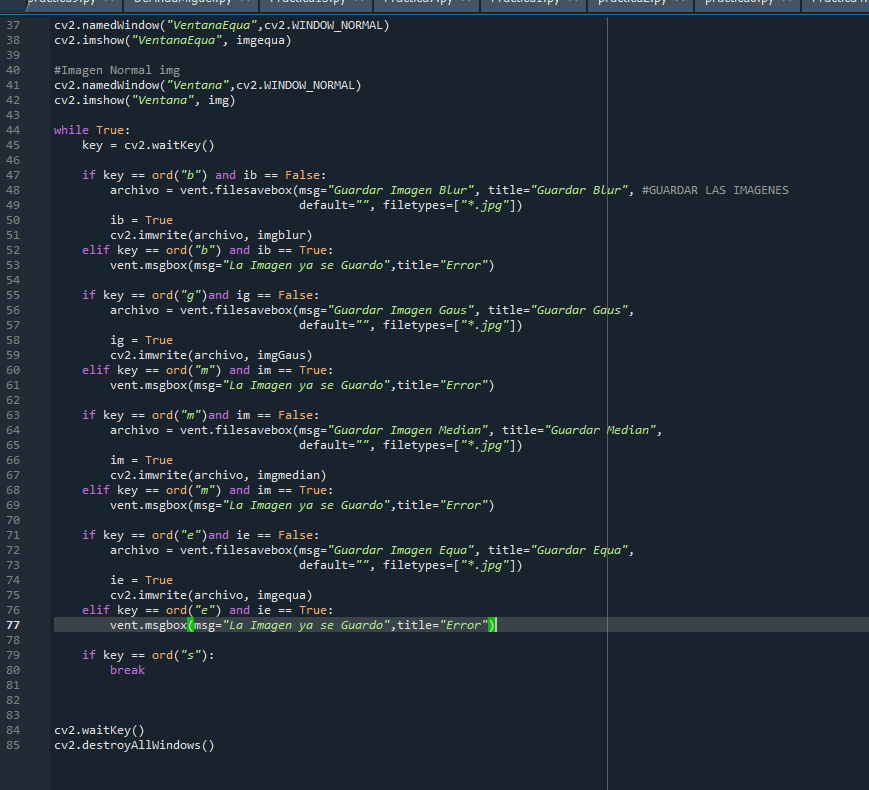 37 cv2.namedWindow("VentanaEqua",cv2.WINDOW_NORMAL)
38 cv2.imshow("VentanaEqua", imgequa)
39
40 #Imagen Normal img
41 cv2.namedWindow("Ventana",cv2.WINDOW_NORMAL)
42 cv2.imshow("Ventana", img)
43
44 while True:
45     key = cv2.waitKey()
46
47     if key == ord("b") and ib == False:
48         archivo = vent.filesavebox(msg="Guardar Imagen Blur", title="Guardar Blur", #GUARDAR LAS IMAGENES
49                                    default="", filetypes=["*.jpg"])
50         ib = True
51         cv2.imwrite(archivo, imgblur)
52     elif key == ord("b") and ib == True:
53         vent.msgbox(msg="La Imagen ya se Guardo",title="Error")
54
55     if key == ord("g")and ig == False:
56         archivo = vent.filesavebox(msg="Guardar Imagen Gaus", title="Guardar Gaus",
57                                    default="", filetypes=["*.jpg"])
58         ig = True
59         cv2.imwrite(archivo, imgGaus)
60     elif key == ord("m") and im == True:
61         vent.msgbox(msg="La Imagen ya se Guardo",title="Error")
62
63     if key == ord("m")and im == False:
64         archivo = vent.filesavebox(msg="Guardar Imagen Median", title="Guardar Median",
65                                    default="", filetypes=["*.jpg"])
66         im = True
67         cv2.imwrite(archivo, imgmedian)
68     elif key == ord("m") and im == True:
69         vent.msgbox(msg="La Imagen ya se Guardo",title="Error")
70
71     if key == ord("e")and ie == False:
72         archivo = vent.filesavebox(msg="Guardar Imagen Equa", title="Guardar Equa",
73                                    default="", filetypes=["*.jpg"])
74         ie = True
75         cv2.imwrite(archivo, imgequa)
76     elif key == ord("e") and ie == True:
77         vent.msgbox(msg="La Imagen ya se Guardo",title="Error")
78
79     if key == ord("s"):
80         break
81
82
83
84 cv2.waitKey()
85 cv2.destroyAllWindows()